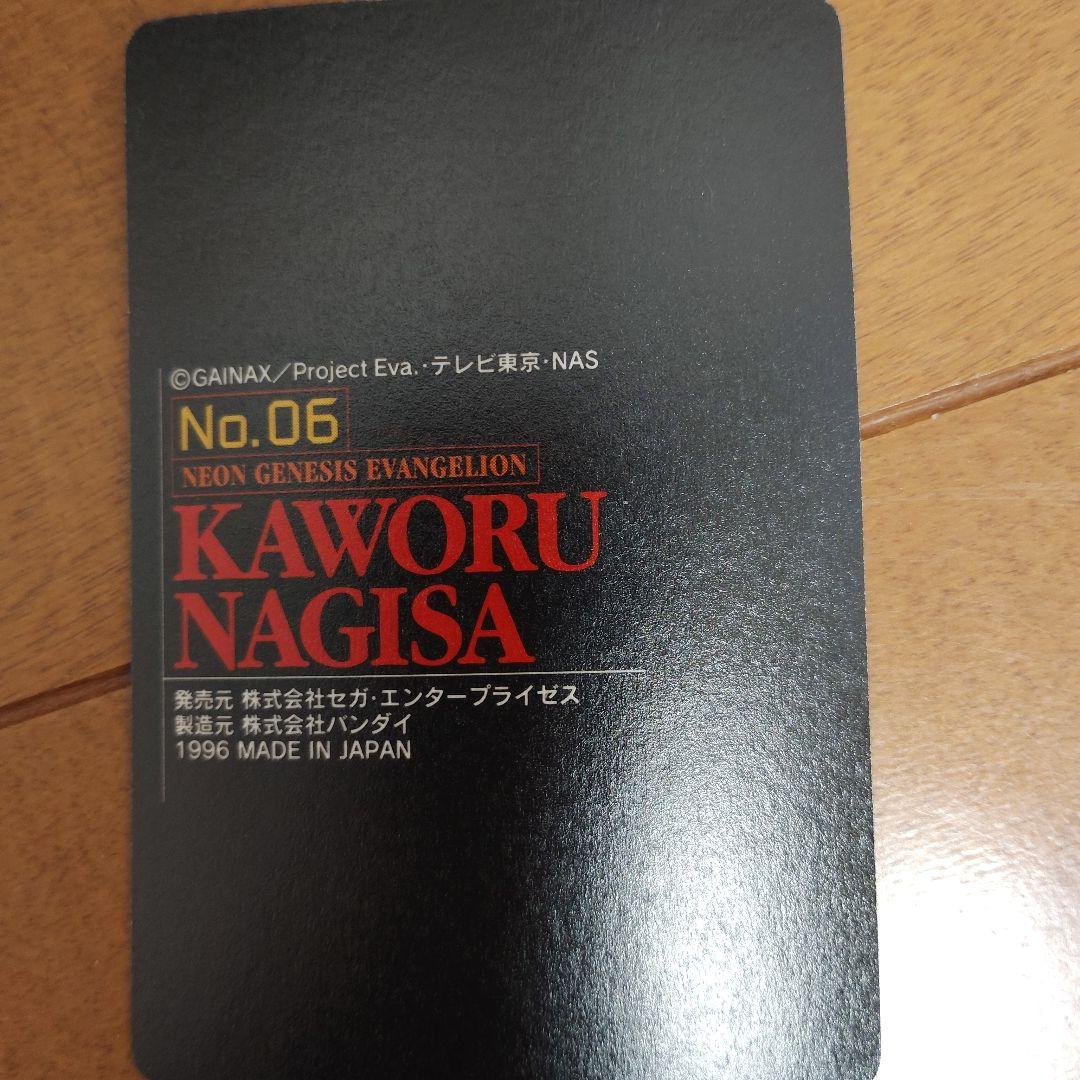 ©GAINAX/Project Eva.・テレビ東京・NAS
No.06
NEON GENESIS EVANGELION
KAWORU
NAGISA
発売元 株式会社セガ・エンタープライゼス
製造元 株式会社バンダイ
1996 MADE IN JAPAN